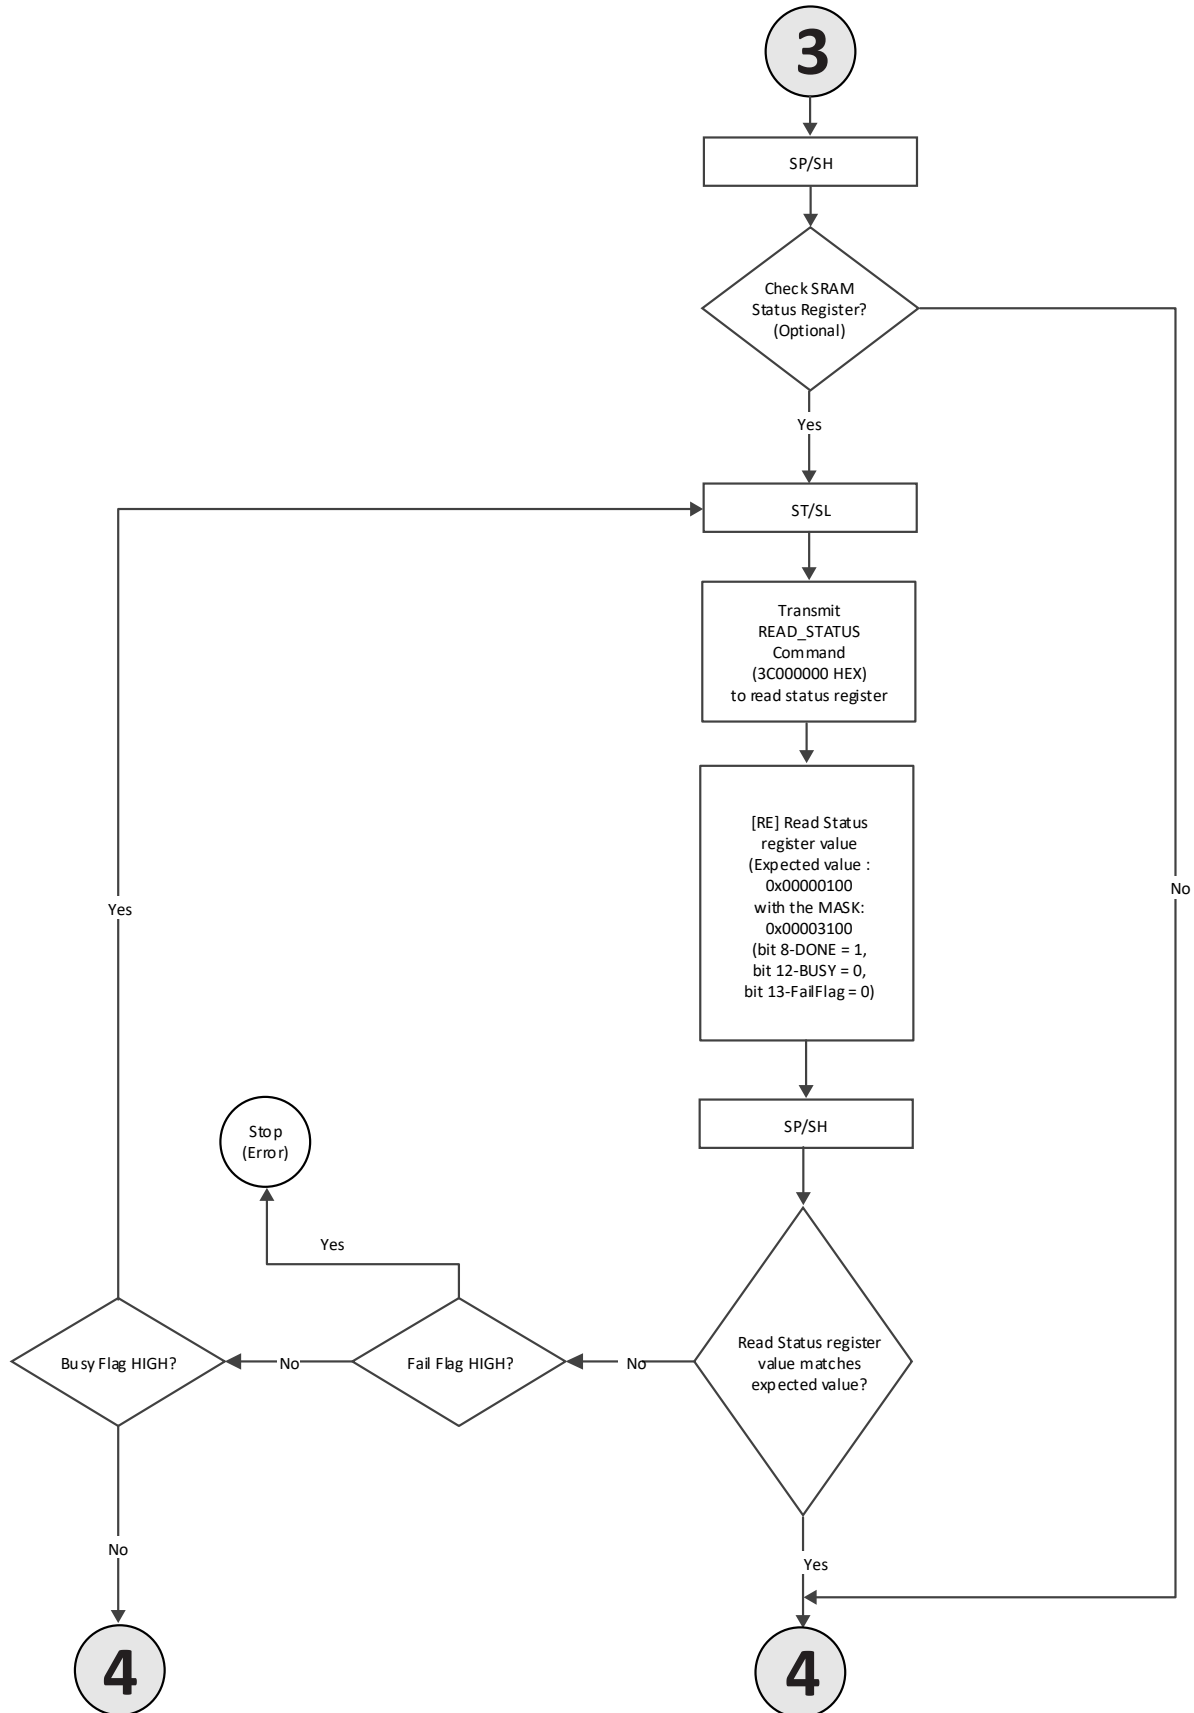 3
SP/SH
Check SRAM
Status Register?
(Optional)
Yes
ST/SL
Transmit
READ_STATUS
Command
(3C000000 HEX)
to read status register
[RE] Read Status
register value
(Expected value :
0x00000100
with the MASK:
0x00003100
(bit 8-DONE = 1,
bit 12-BUSY = 0,
bit 13-FailFlag = 0)
No
Yes
SP/SH
Stop
(Error)
Yes
Busy Flag HIGH?
No
Fail Flag HIGH?
No
Read Status register
value matches
expected value?
No
Yes
4
4